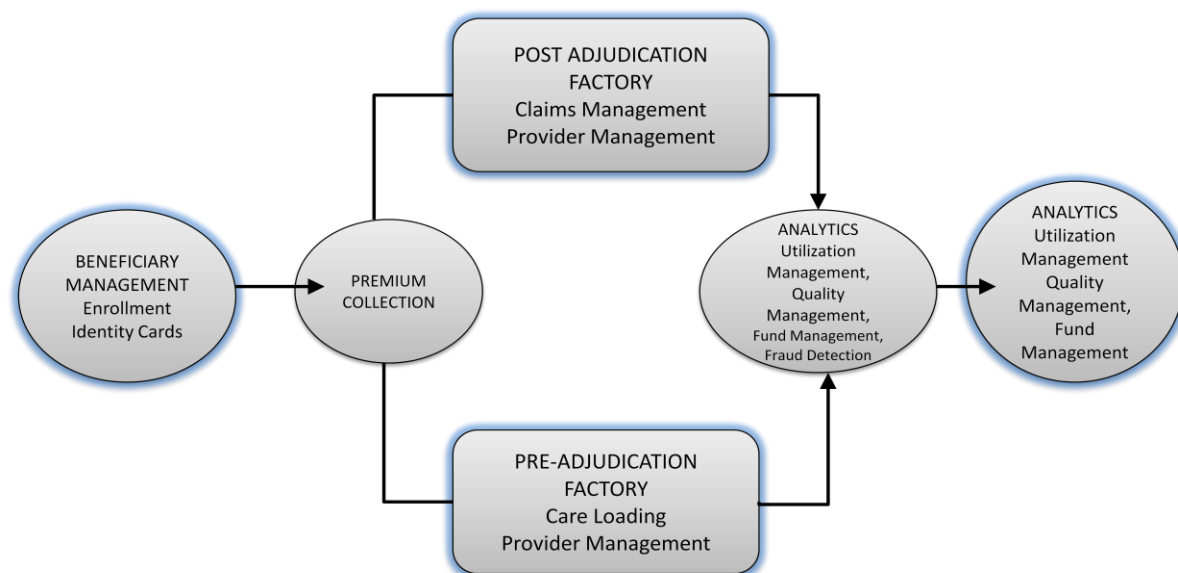 POST ADJUDICATION
FACTORY
Claims Management
Provider Management
BENEFICIARY
MANAGEMENT
Enrollment
Identity Cards
PREMIUM
COLLECTION
ANALYTICS
Utilization
Management,
Quality
Management,
Fund Management,
Fraud Detection
ANALYTICS
Utilization
Management
Quality
Management,
Fund
Management
PRE-ADJUDICATION
FACTORY
Care Loading
Provider Management